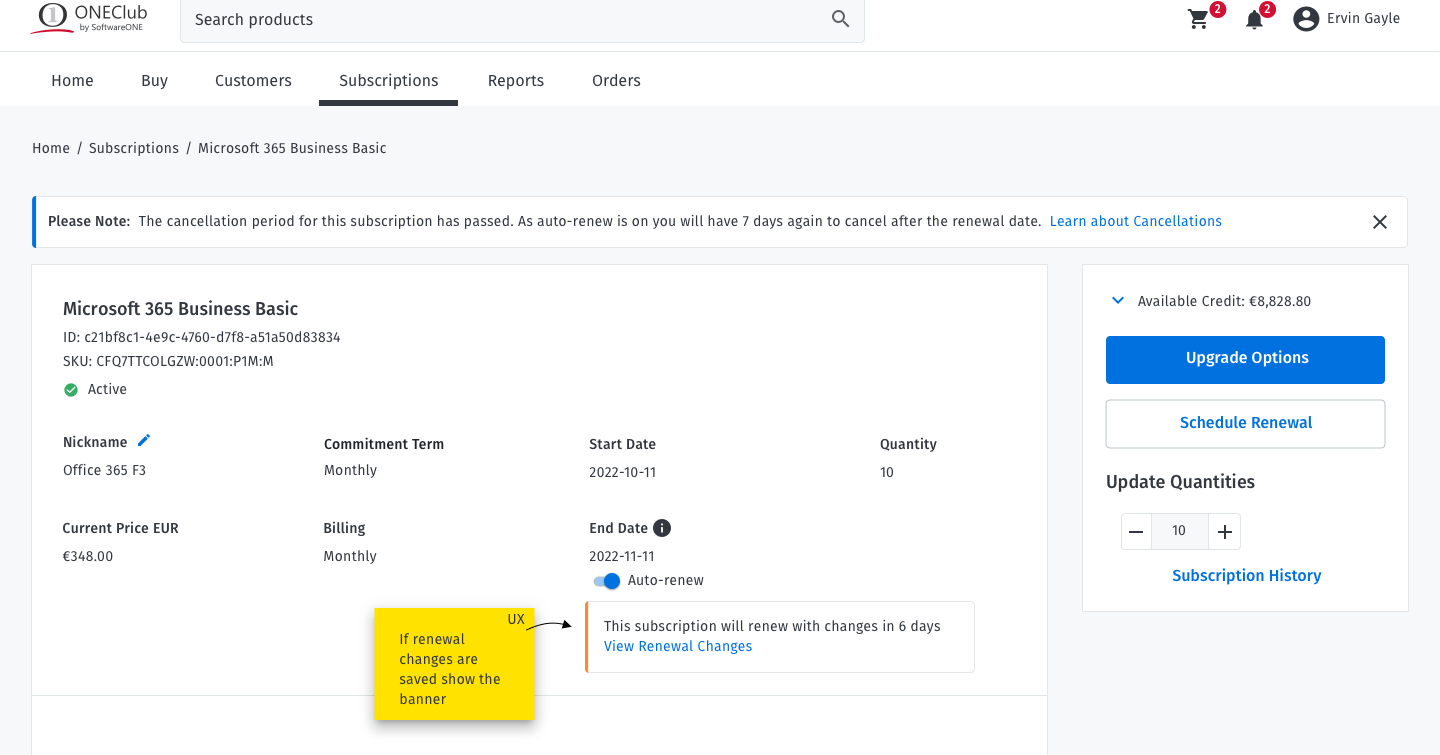 ONEClub
by SoftwareONE
Search products
2
2
Ervin Gayle
Home
Buy
Customers
Subscriptions
Reports
Orders
Home / Subscriptions / Microsoft 365 Business Basic
Please Note: The cancellation period for this subscription has passed. As auto-renew is on you will have 7 days again to cancel after the renewal date. Learn about Cancellations
Microsoft 365 Business Basic
ID: c21bf8c1-4e9c-4760-d7f8-a51a50d83834
SKU: CFQ7TTCOLGZW:0001:P1M:M
Active
Nickname
Office 365 F3
Commitment Term
Monthly
Start Date
2022-10-11
Quantity
10
Current Price EUR
€348.00
Billing
Monthly
End Date
2022-11-11
Auto-renew
UX
If renewal
changes are
saved show the
banner
This subscription will renew with changes in 6 days
View Renewal Changes
Available Credit: €8,828.80
Upgrade Options
Schedule Renewal
Update Quantities
10
Subscription History